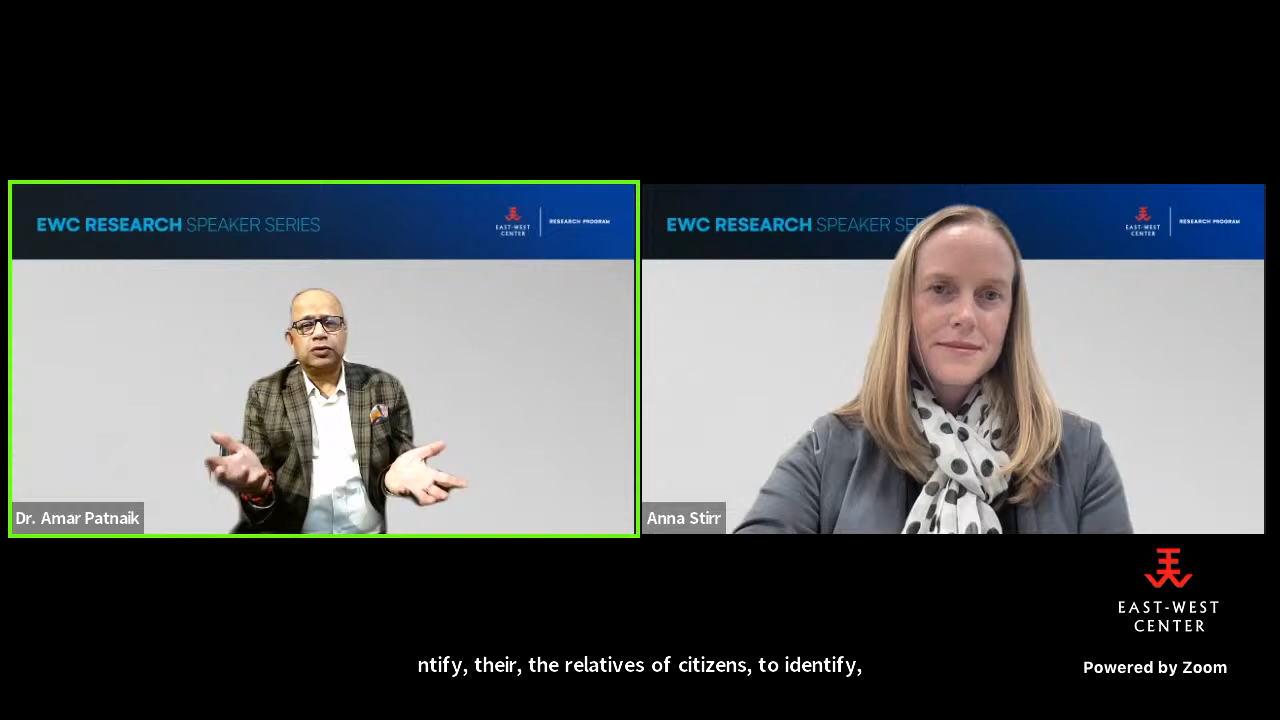 EWC RESEARCH SPEAKER SERIES
EAST-WEST
CENTER
RESEARCH PROGRAM
Dr. Amar Patnaik
EWC RESEARCH SPEAKER SE
EAST-WEST
CENTER
RESEARCH PROGRAM
Anna Stirr
EAST-WEST
CENTER
Powered by Zoom
ntify, their, the relatives of citizens, to identify,